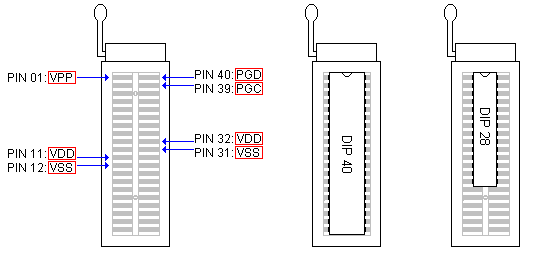 PIN 01: VPP
PIN 40: PGD
PIN 39: PGC
PIN 32: VDD
PIN 31: VSS
PIN 11: VDD
PIN 12: VSS
DIP 40
DIP 28